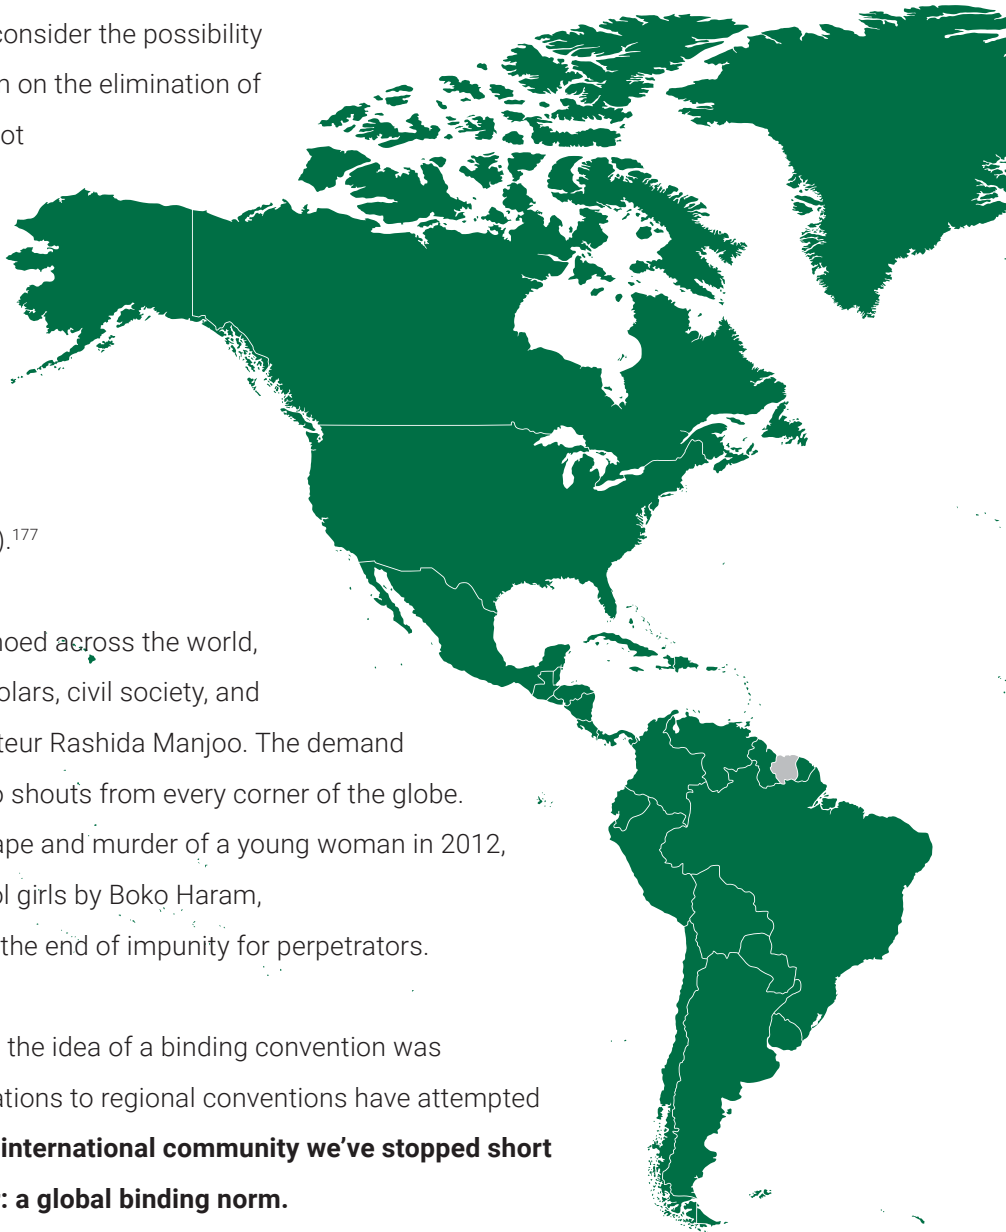 consider the possibility
on the elimination of
ot
).177
oed across the world,
olars, civil society, and
teur Rashida Manjoo. The demand
shouts from every corner of the globe.
ape and murder of a young woman in 2012,
ol girls by Boko Haram,
the end of impunity for perpetrators.
the idea of a binding convention was
ations to regional conventions have attempted
international community we’ve stopped short
: a global binding norm.